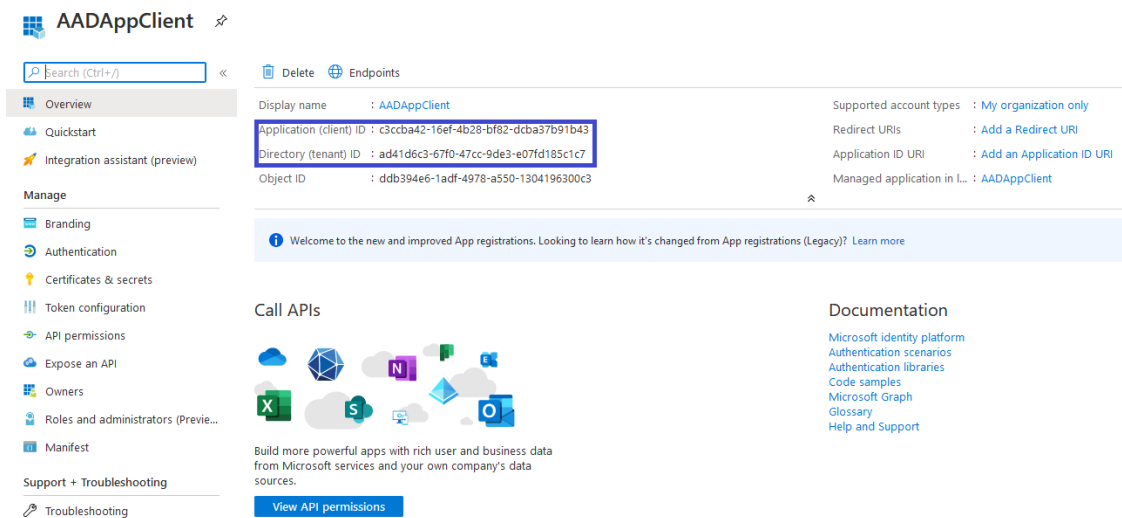 AADAppClient
Search (Ctrl+/)
«
Overview
Quickstart
Integration assistant (preview)
Manage
Branding
Authentication
Certificates & secrets
Token configuration
API permissions
Expose an API
Owners
Roles and administrators (Previe...
Manifest
Support + Troubleshooting
Troubleshooting
Delete Endpoints
Display name : AADAppClient
Application (client) ID : c3ccba42-16ef-4b28-bf82-dcba37b91b43
Directory (tenant) ID : ad41d6c3-67f0-47cc-9de3-e07fd185c1c7
Object ID : ddb394e6-1adf-4978-a550-1304196300c3
Supported account types : My organization only
Redirect URIs : Add a Redirect URI
Application ID URI : Add an Application ID URI
Managed application in l... : AADAppClient
Welcome to the new and improved App registrations. Looking to learn how it's changed from App registrations (Legacy)? Learn more
Call APIs
N
E
X
S
O
Build more powerful apps with rich user and business data
from Microsoft services and your own company's data
sources.
View API permissions
Documentation
Microsoft identity platform
Authentication scenarios
Authentication libraries
Code samples
Microsoft Graph
Glossary
Help and Support